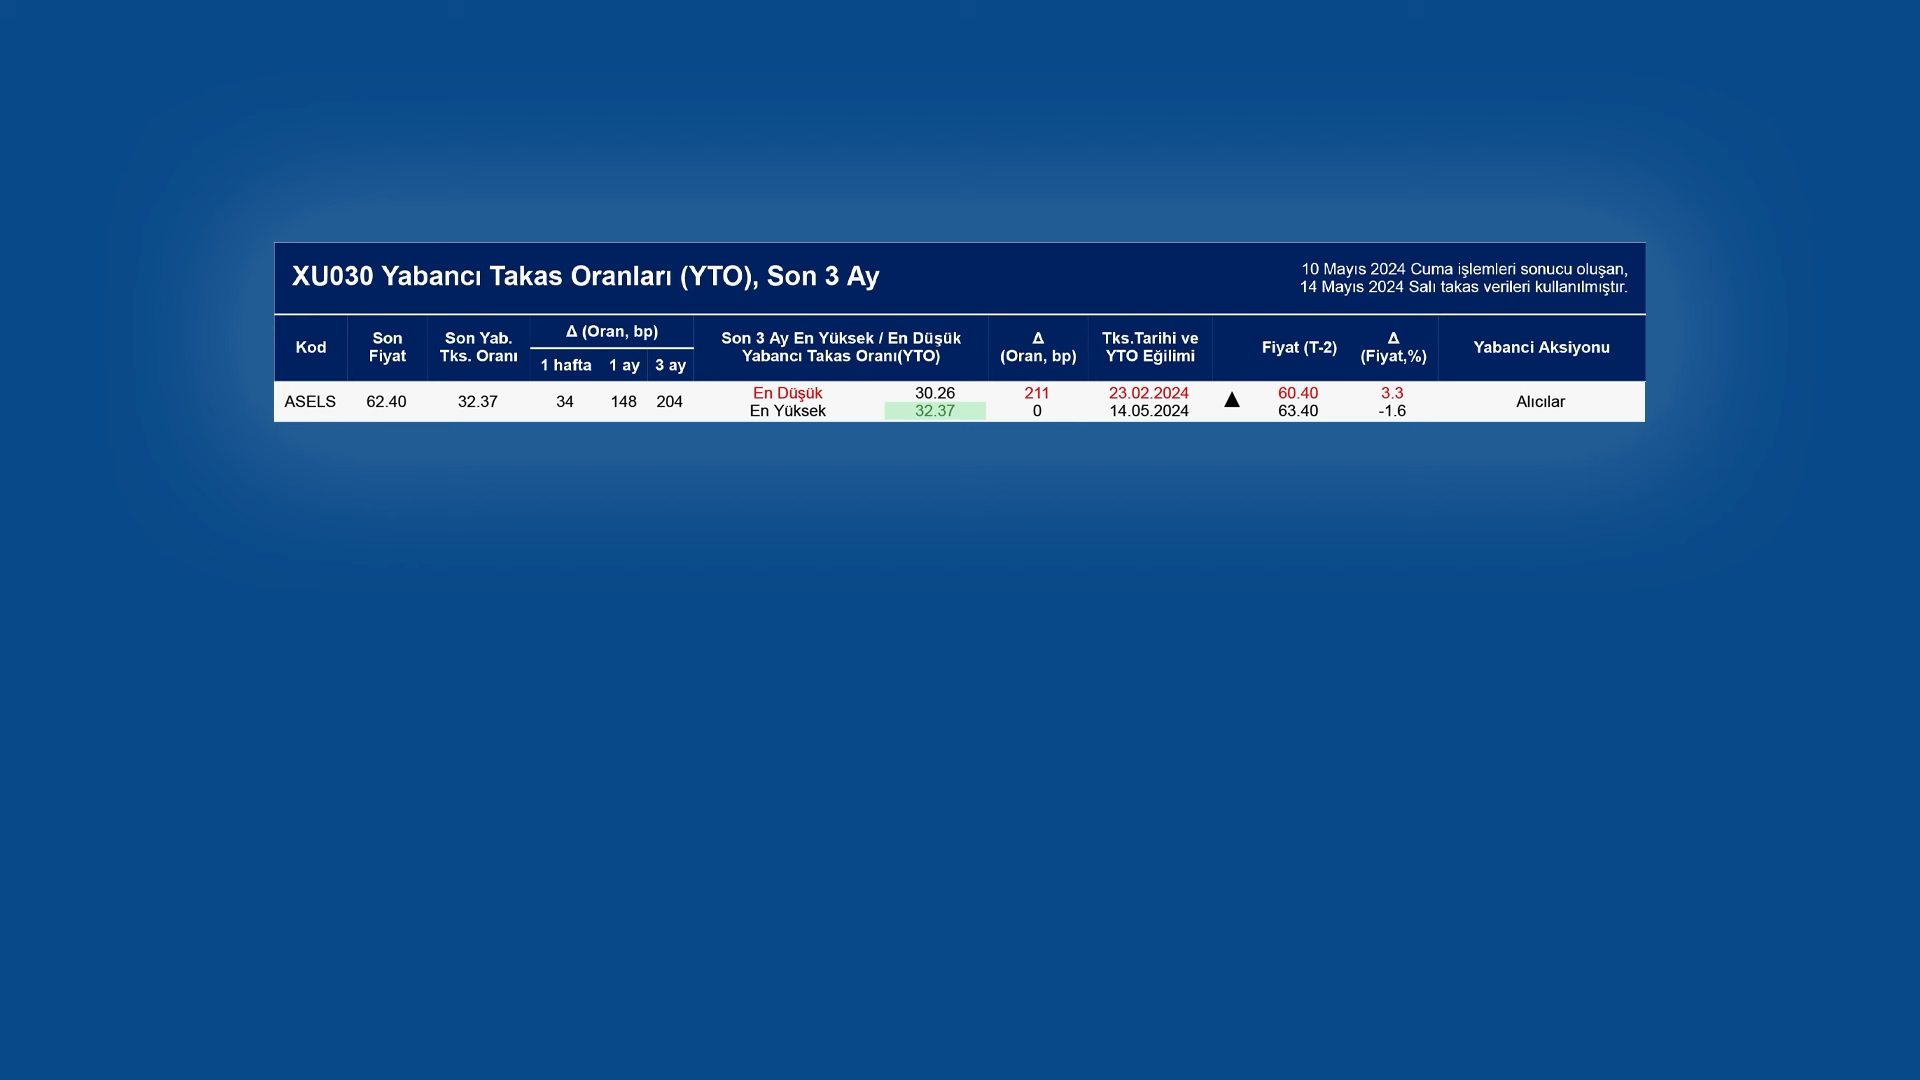 XU030 Yabancı Takas Oranları (YTO), Son 3 Ay
10 Mayıs 2024 Cuma işlemleri sonucu oluşan,
14 Mayıs 2024 Salı takas verileri kullanılmıştır.
Kod
Son
Fiyat
Son Yab.
Tks. Oranı
Δ (Oran, bp)
1 hafta 1 ay 3 ay
Son 3 Ay En Yüksek / En Düşük
Yabancı Takas Oranı(YTO)
Δ
(Oran, bp)
Tks.Tarihi ve
YTO Eğilimi
Fiyat (T-2)
Δ
(Fiyat,%)
Yabanci Aksiyonu
ASELS 62.40 32.37 34 148 204
En Düşük 30.26 211 23.02.2024 ▲ 60.40 3.3
En Yüksek 32.37 0 14.05.2024 63.40 -1.6
Alıcılar